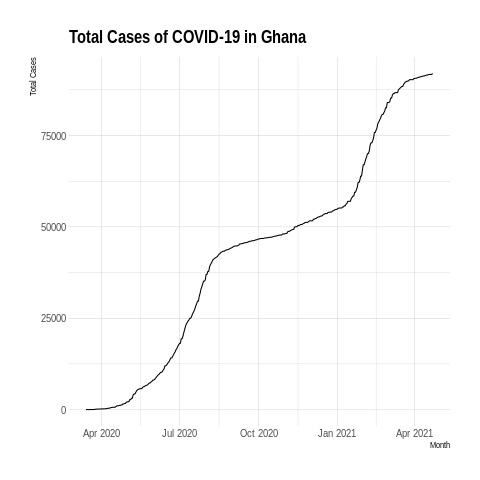 Total Cases of COVID-19 in Ghana
Total Cases
75000
50000
25000
0
Apr 2020 Jul 2020 Oct 2020 Jan 2021 Apr 2021
Month